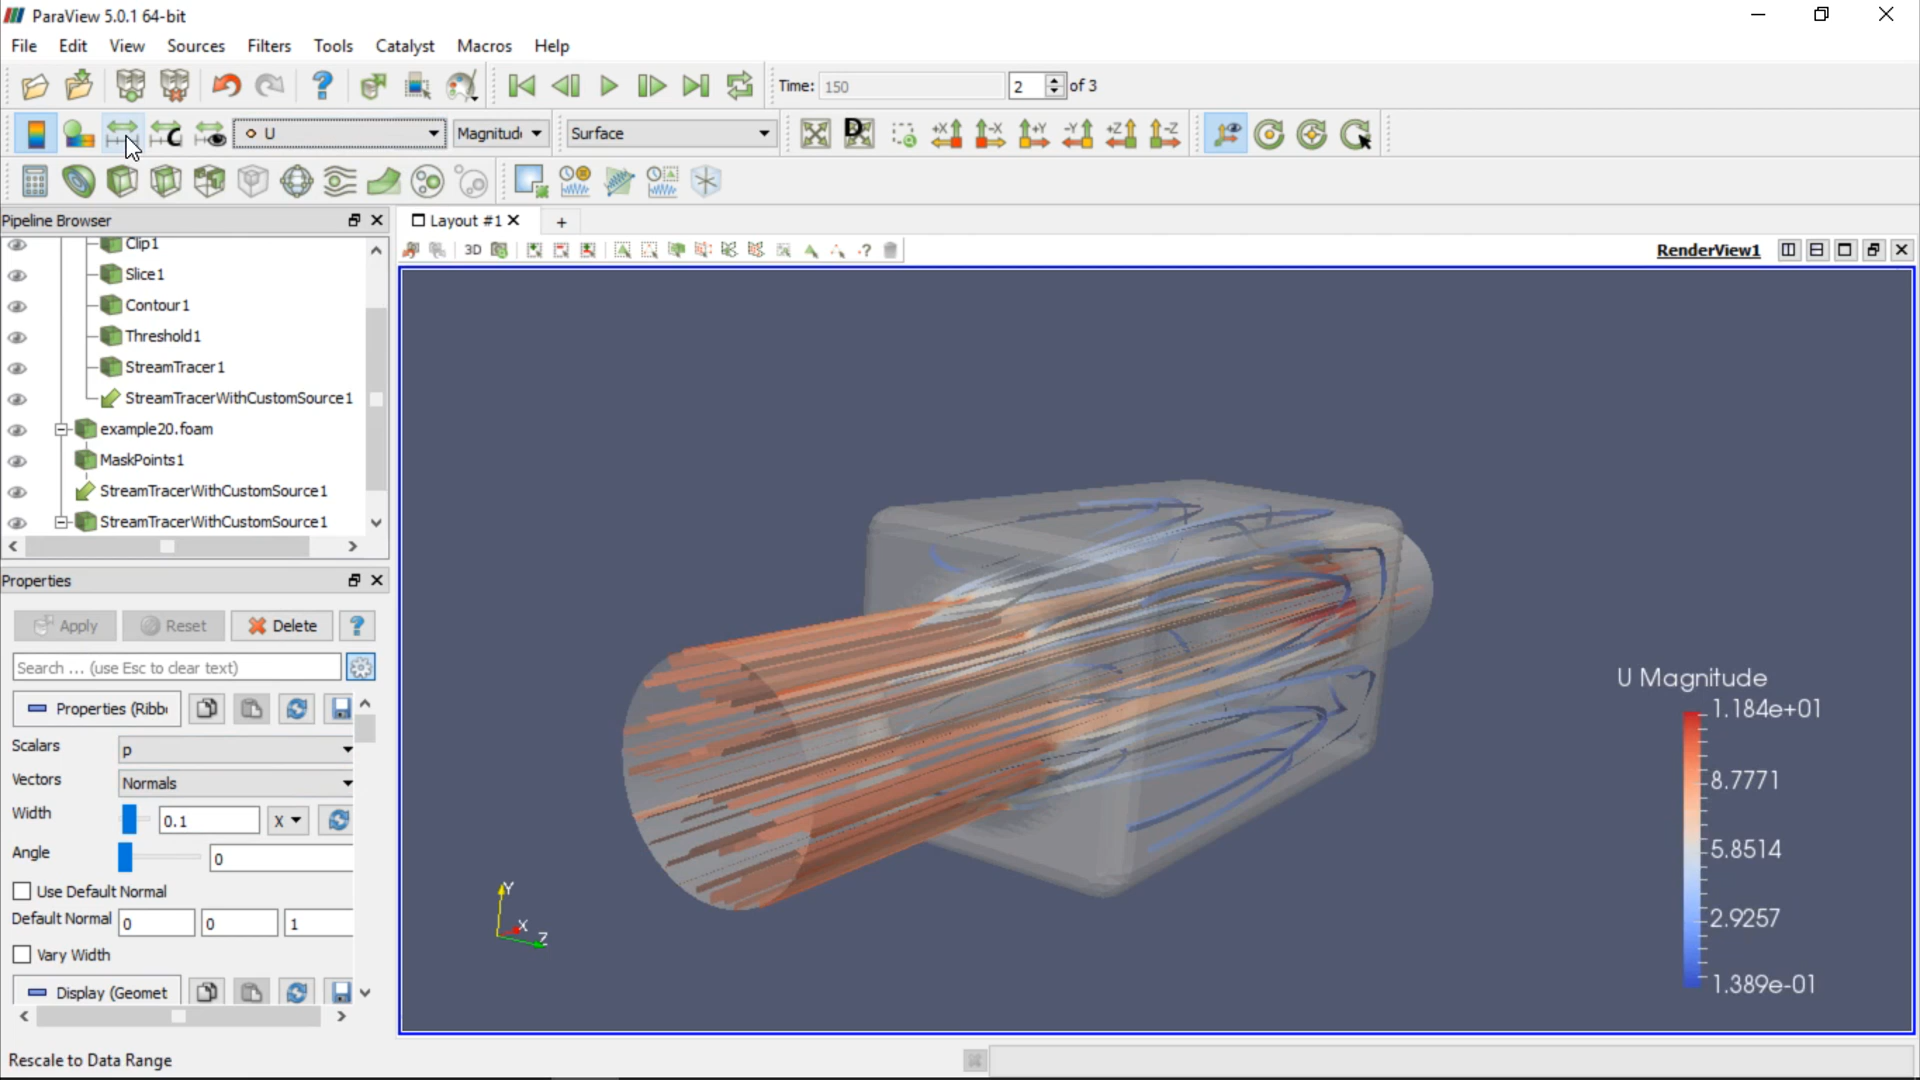 ParaView 5.0.1 64-bit
File Edit View Sources Filters Tools Catalyst Macros Help
Time: 150 2 of 3
U Magnitud Surface
D +X -X +Y -Y +Z -Z
Pipeline Browser
Layout #1 +
3D
RenderView1
Clip1
Slice1
Contour1
Threshold1
StreamTracer1
StreamTracerWithCustomSource1
example20.foam
MaskPoints1
StreamTracerWithCustomSource1
StreamTracerWithCustomSource1
Properties
Apply Reset Delete ?
Search ... (use Esc to clear text)
Properties (Ribb
Scalars p
Vectors Normals
Width 0.1 X
Angle 0
Use Default Normal
Default Normal 0 0 1
Vary Width
Display (Geomet
U Magnitude
1.184e+01
8.7771
5.8514
2.9257
1.389e-01
Y
X
Z
Rescale to Data Range